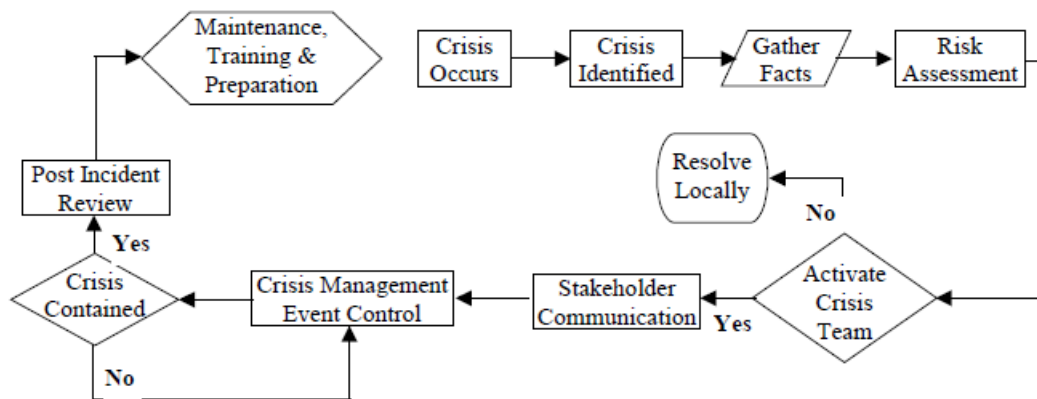 Maintenance,
Training &
Preparation
Crisis
Occurs
Crisis
Identified
Gather
Facts
Risk
Assessment
Post Incident
Review
Resolve
Locally
No
Yes
Crisis
Contained
Crisis Management
Event Control
Stakeholder
Communication
Yes
Activate
Crisis
Team
No